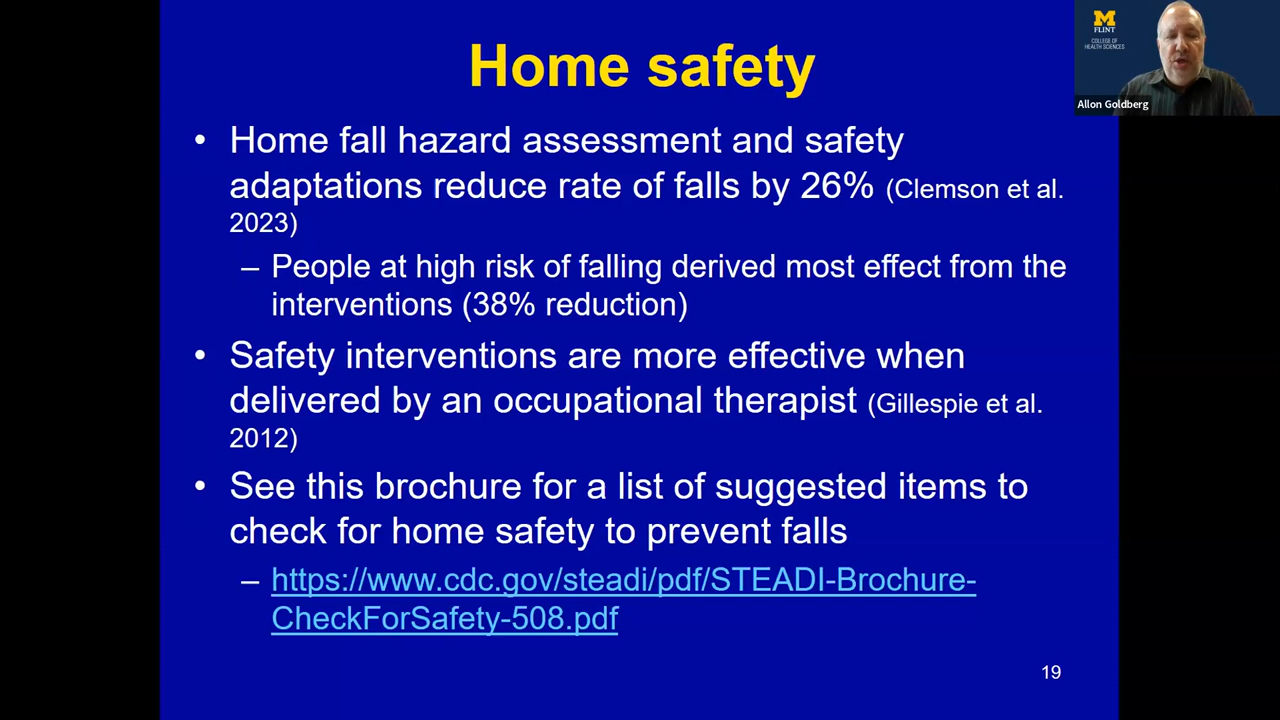 Home safety
• Home fall hazard assessment and safety
adaptations reduce rate of falls by 26% (Clemson et al.
2023)
– People at high risk of falling derived most effect from the
interventions (38% reduction)
• Safety interventions are more effective when
delivered by an occupational therapist (Gillespie et al.
2012)
• See this brochure for a list of suggested items to
check for home safety to prevent falls
– https://www.cdc.gov/steadi/pdf/STEADI-Brochure-
CheckForSafety-508.pdf
19
M
FLINT
COLLEGE OF
HEALTH SCIENCES
Allon Goldberg